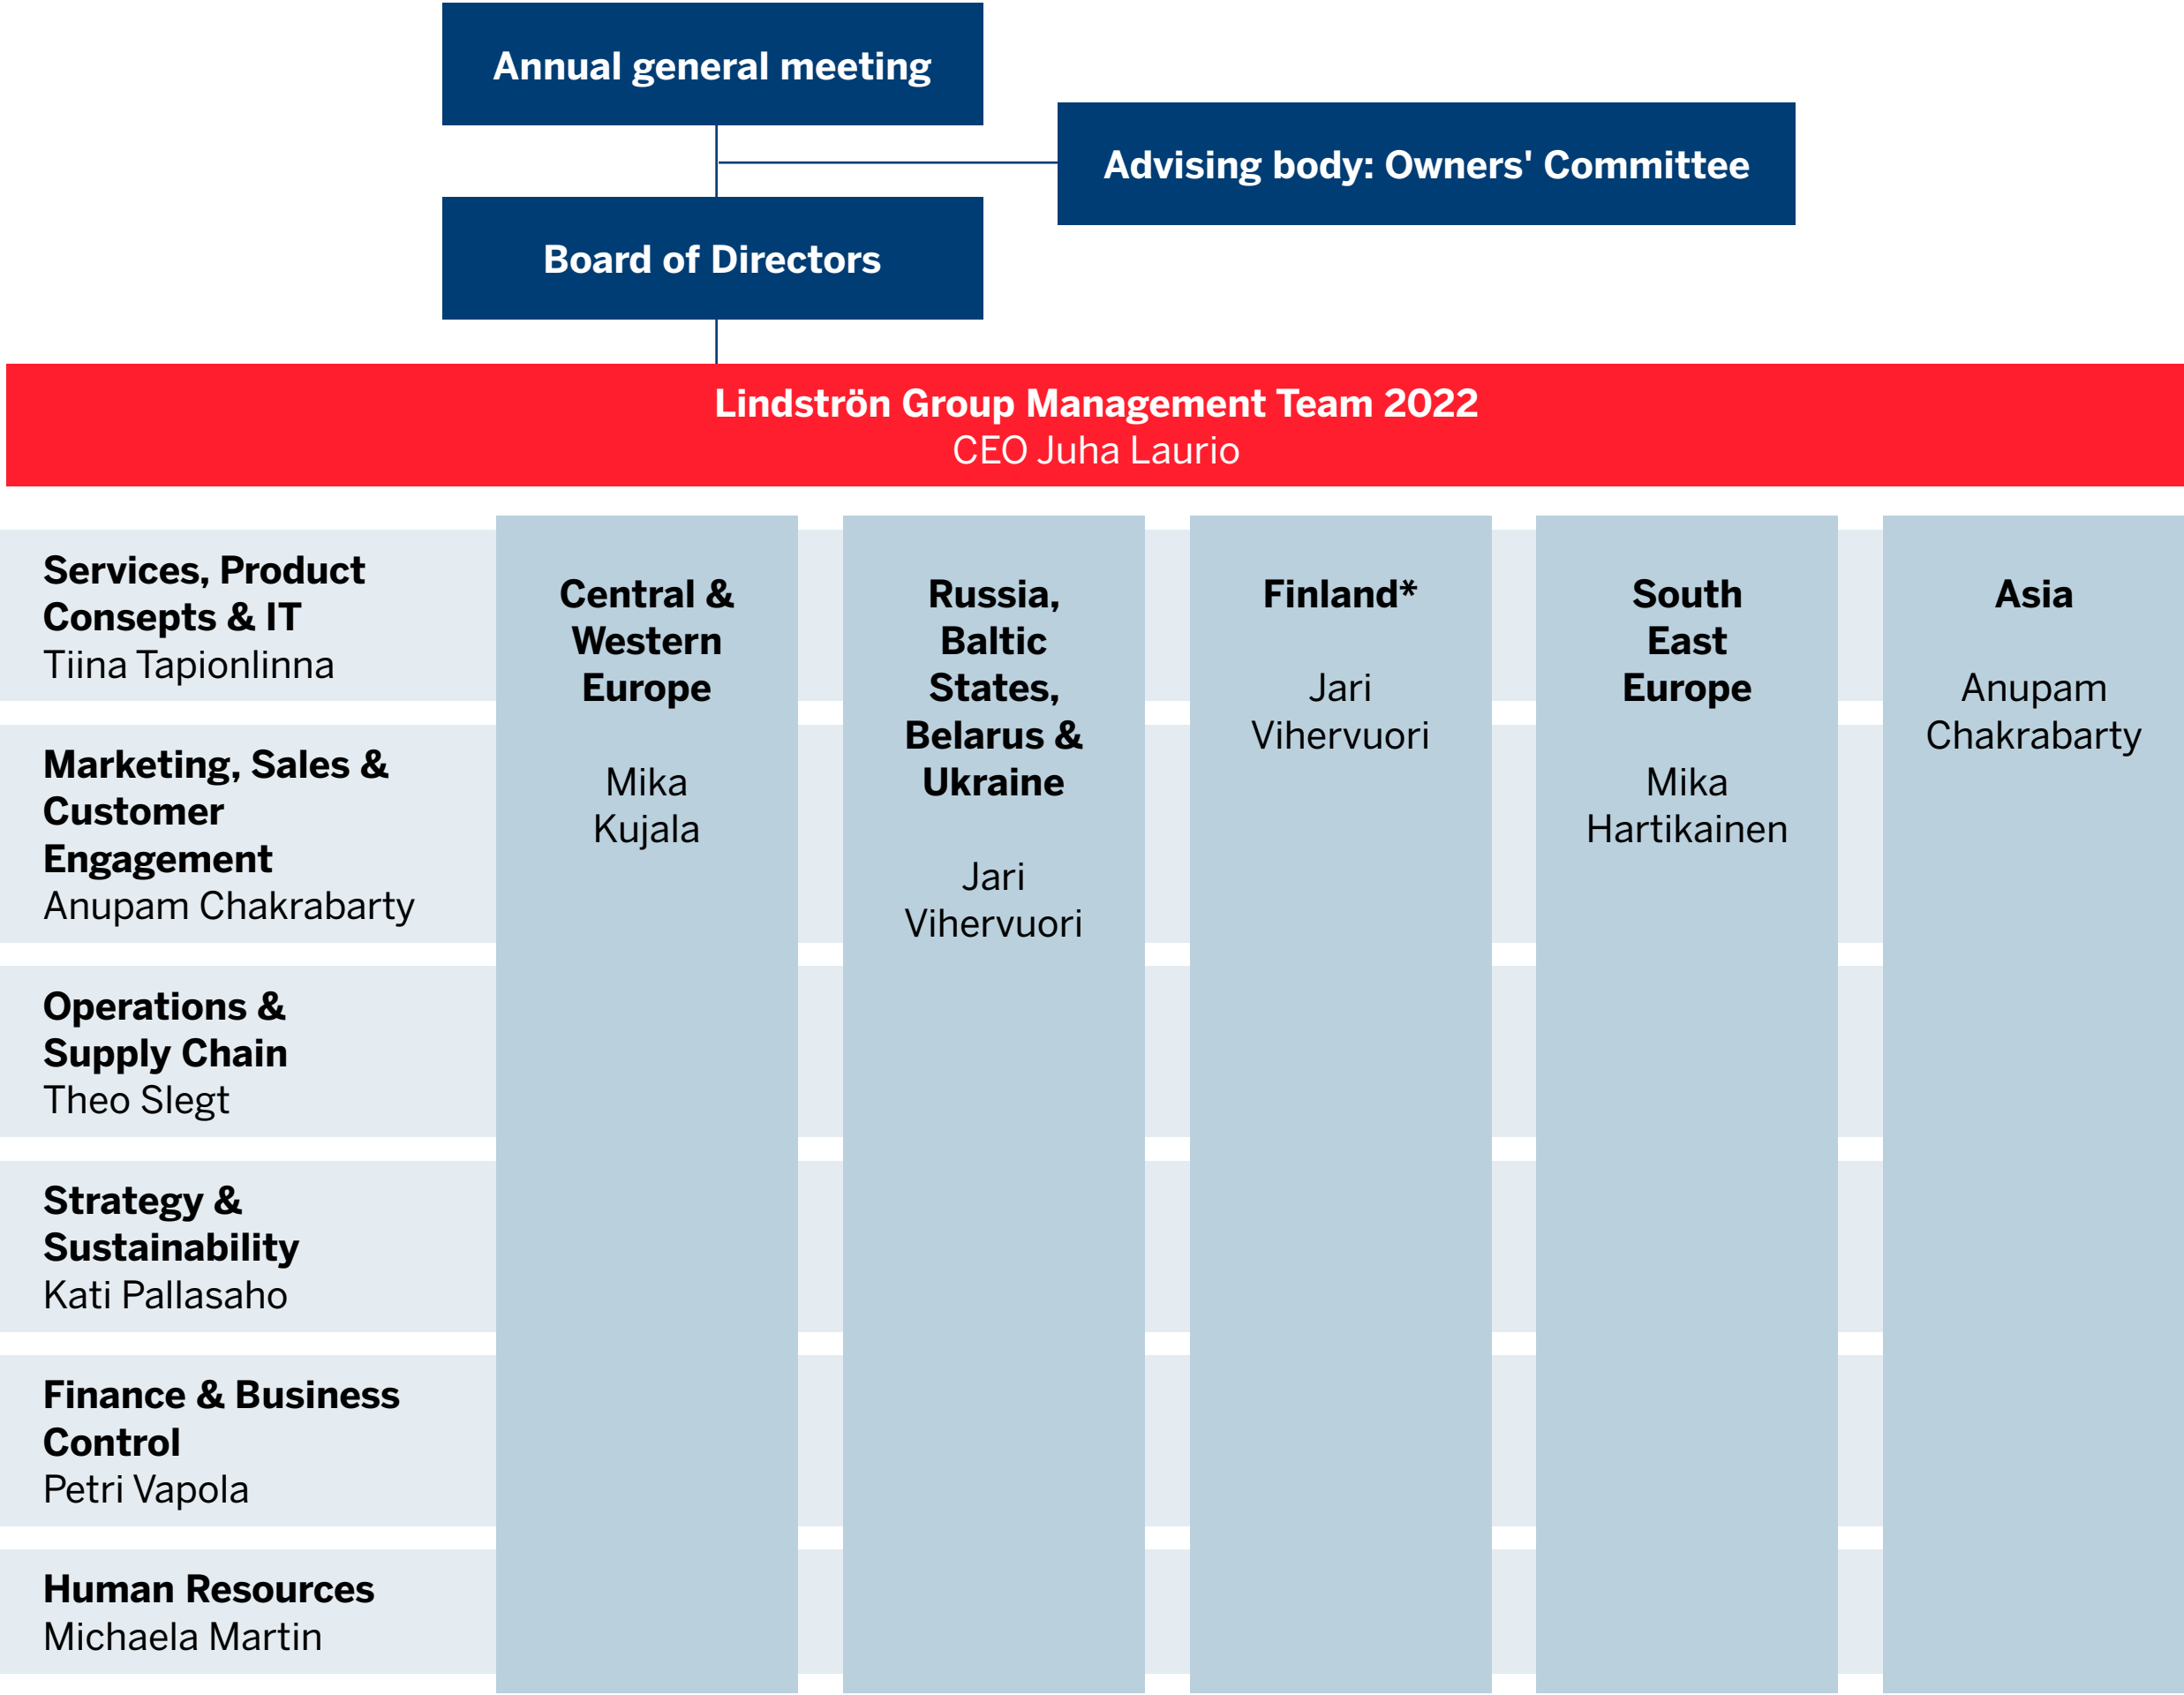 Annual general meeting
Advising body: Owners' Committee
Board of Directors
Lindströn Group Management Team 2022
CEO Juha Laurio
Services, Product
Consepts & IT
Tiina Tapionlinna
Marketing, Sales &
Customer
Engagement
Anupam Chakrabarty
Operations &
Supply Chain
Theo Slegt
Strategy &
Sustainability
Kati Pallasaho
Finance & Business
Control
Petri Vapola
Human Resources
Michaela Martin
Central &
Western
Europe
Mika
Kujala
Russia,
Baltic
States,
Belarus &
Ukraine
Jari
Vihervuori
Finland*
Jari
Vihervuori
South
East
Europe
Mika
Hartikainen
Asia
Anupam
Chakrabarty